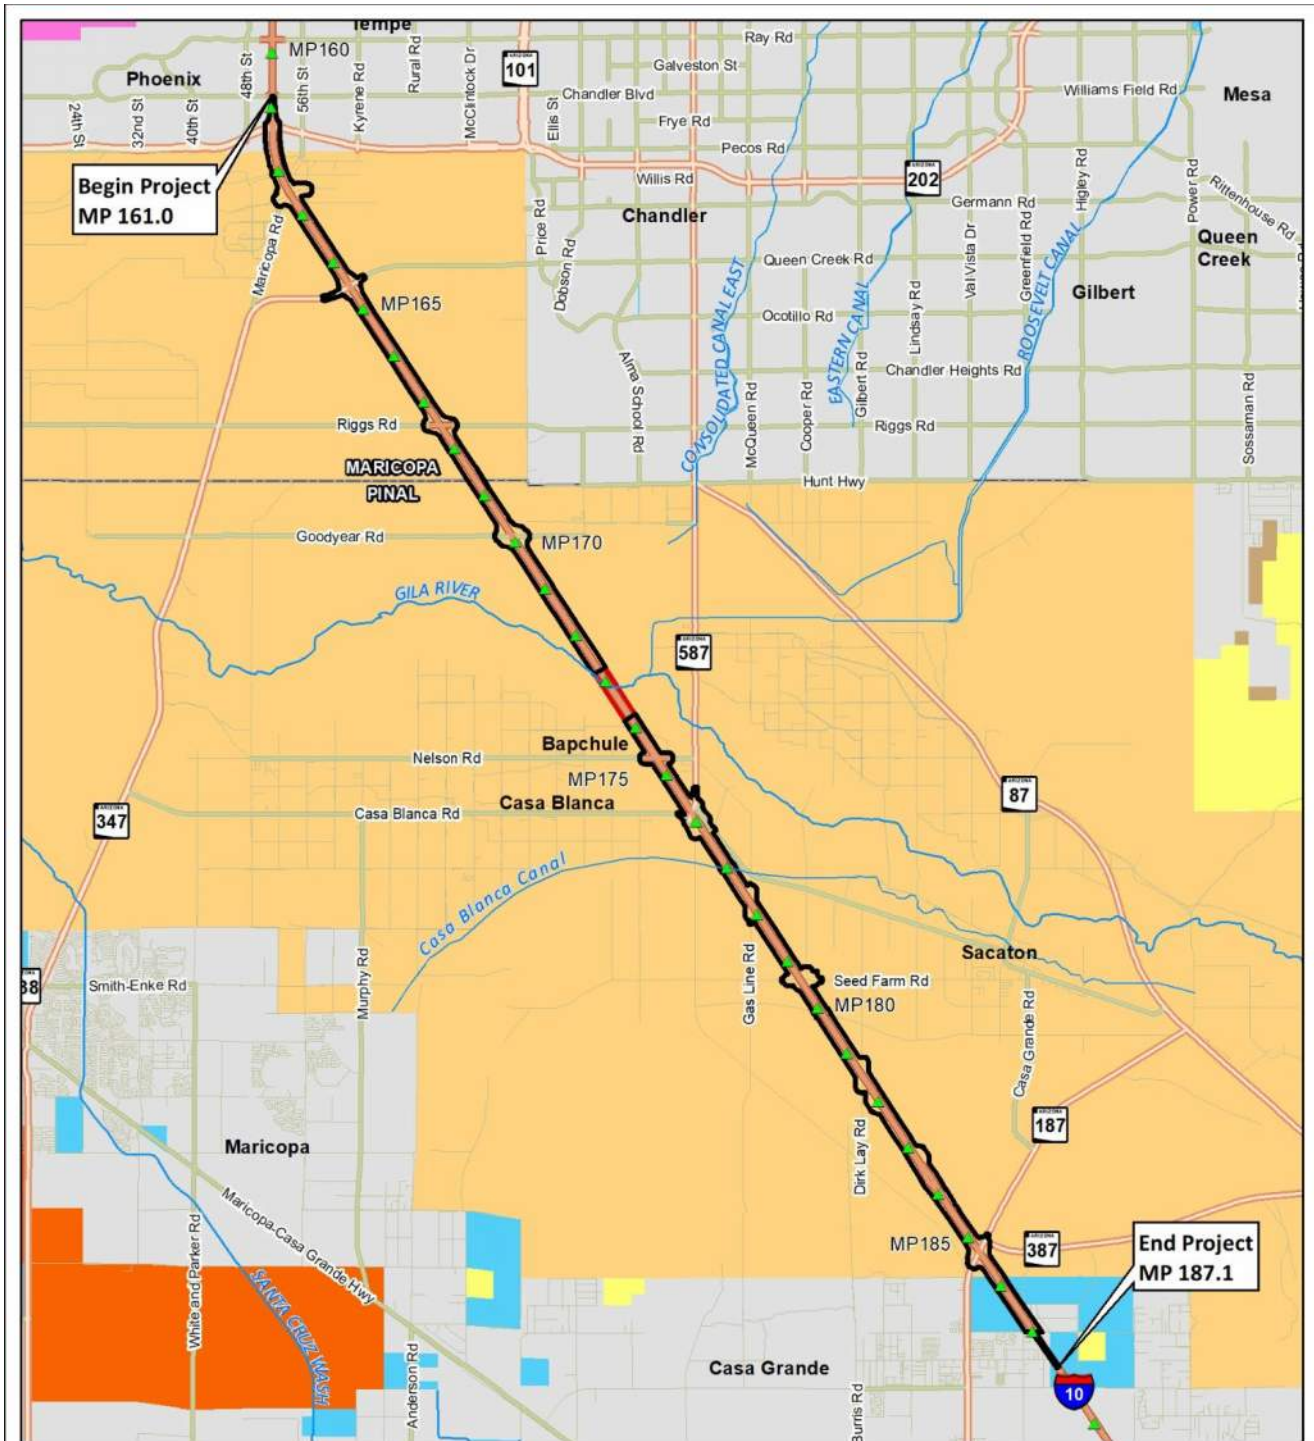 Tempe
MP160
Phoenix
48th St
56th St
Kyrene Rd
Rural Rd
McClintock Dr
ARIZONA
101
Ray Rd
Galveston St
Chandler Blvd
Williams Field Rd
Mesa
24th St
32nd St
40th St
Ellis St
Frye Rd
Pecos Rd
Willis Rd
ARIZONA
202
Higley Rd
Power Rd
Rittenhouse Rd
Begin Project
MP 161.0
Maricopa Rd
Price Rd
Dobson Rd
Chandler
Germann Rd
Val Vista Dr
Greenfield Rd
Queen
Creek
Queen Creek Rd
CONSOLIDATED CANAL EAST
EASTERN CANAL
ROOSEVELT CANAL
Gilbert
MP165
Ocotillo Rd
Lindsay Rd
Alma School Rd
McQueen Rd
Cooper Rd
Gilbert Rd
Chandler Heights Rd
Sossaman Rd
Riggs Rd
Riggs Rd
MARICOPA
PINAL
Hunt Hwy
Goodyear Rd
MP170
GILA RIVER
ARIZONA
587
Bapchule
Nelson Rd
MP175
Casa Blanca
ARIZONA
87
ARIZONA
347
Casa Blanca Rd
Casa Blanca Canal
Murphy Rd
Gas Line Rd
Sacaton
38
Smith-Enke Rd
Seed Farm Rd
MP180
Casa Grande Rd
ARIZONA
187
Maricopa
Dirk Lay Rd
Maricopa-Casa Grande Hwy
White and Parker Rd
SANTA CRUZ WASH
MP185
ARIZONA
387
End Project
MP 187.1
Anderson Rd
Casa Grande
Burris Rd
10